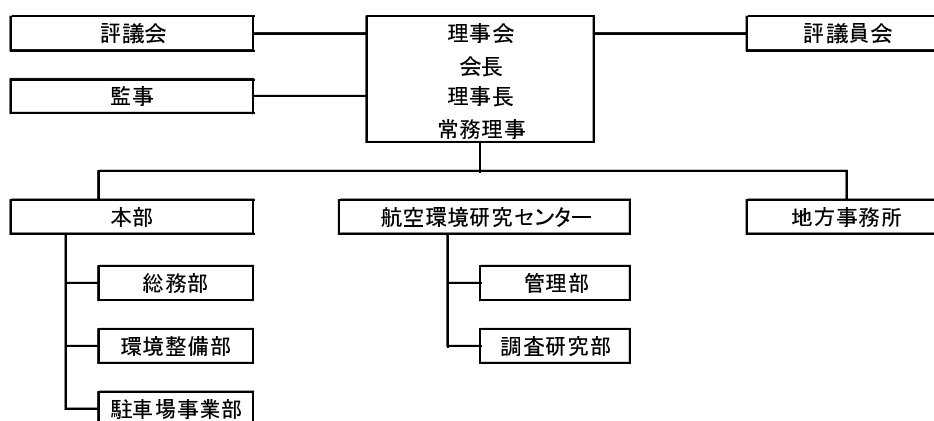 評議会
理事会
会長
理事長
常務理事
評議員会
監事
本部
航空環境研究センター
地方事務所
総務部
管理部
環境整備部
調査研究部
駐車場事業部